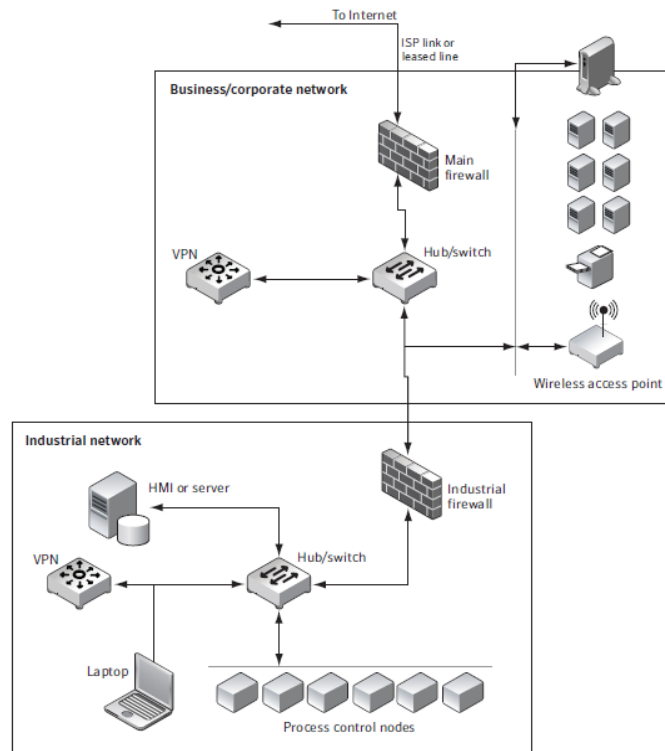 To Internet
ISP link or
leased line
Business/corporate network
Main
firewall
VPN
Hub/switch
Wireless access point
Industrial network
HMI or server
Industrial
firewall
VPN
Hub/switch
Laptop
Process control nodes